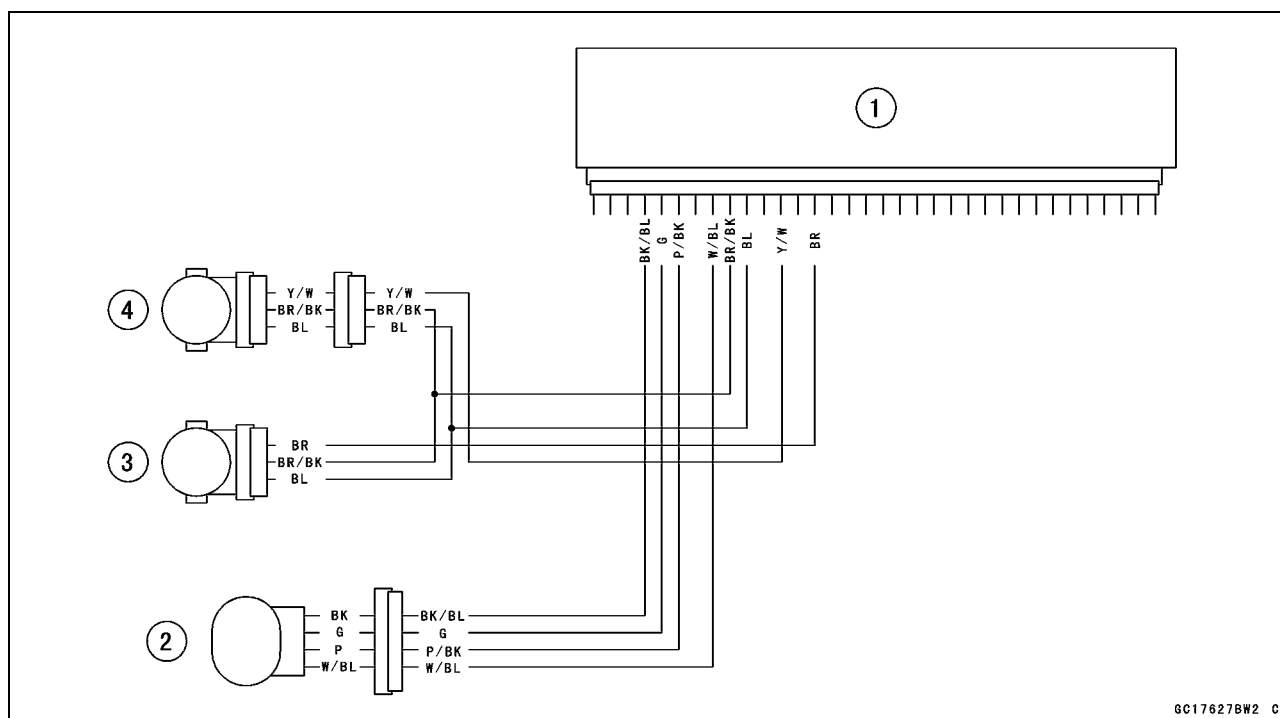 1
BK/BL
G
P/BK
W/BL
BR/BK
BL
Y/W
BR
4
Y/W
BR/BK
BL
Y/W
BR/BK
BL
3
BR
BR/BK
BL
2
BK
G
P
W/BL
BK/BL
G
P/BK
W/BL
GC17627BW2 C